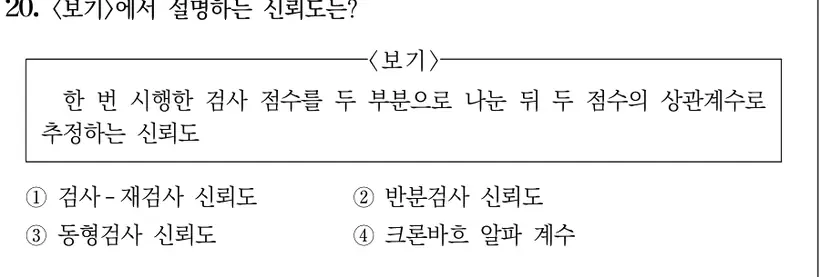 20. 〈보기〉에서 설명하는 신뢰도는?
〈보기〉
한 번 시행한 검사 점수를 두 부분으로 나눈 뒤 두 점수의 상관계수로
추정하는 신뢰도
① 검사-재검사 신뢰도 ② 반분검사 신뢰도
③ 동형검사 신뢰도 ④ 크론바흐 알파 계수